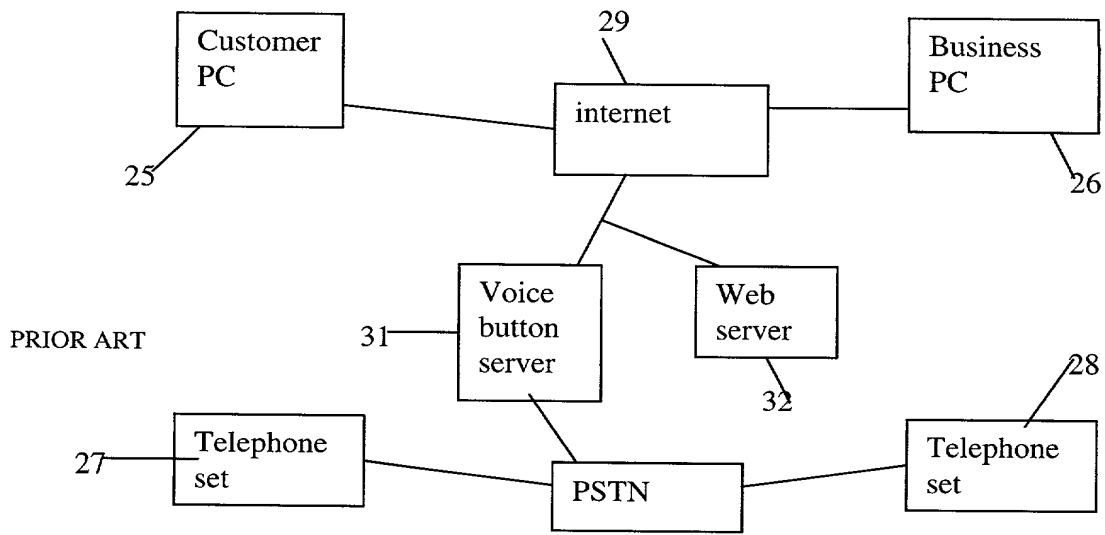 29
Customer
PC
Business
PC
internet
25
26
Voice
button
server
Web
server
31
PRIOR ART
32
28
Telephone
set
27
PSTN
Telephone
set